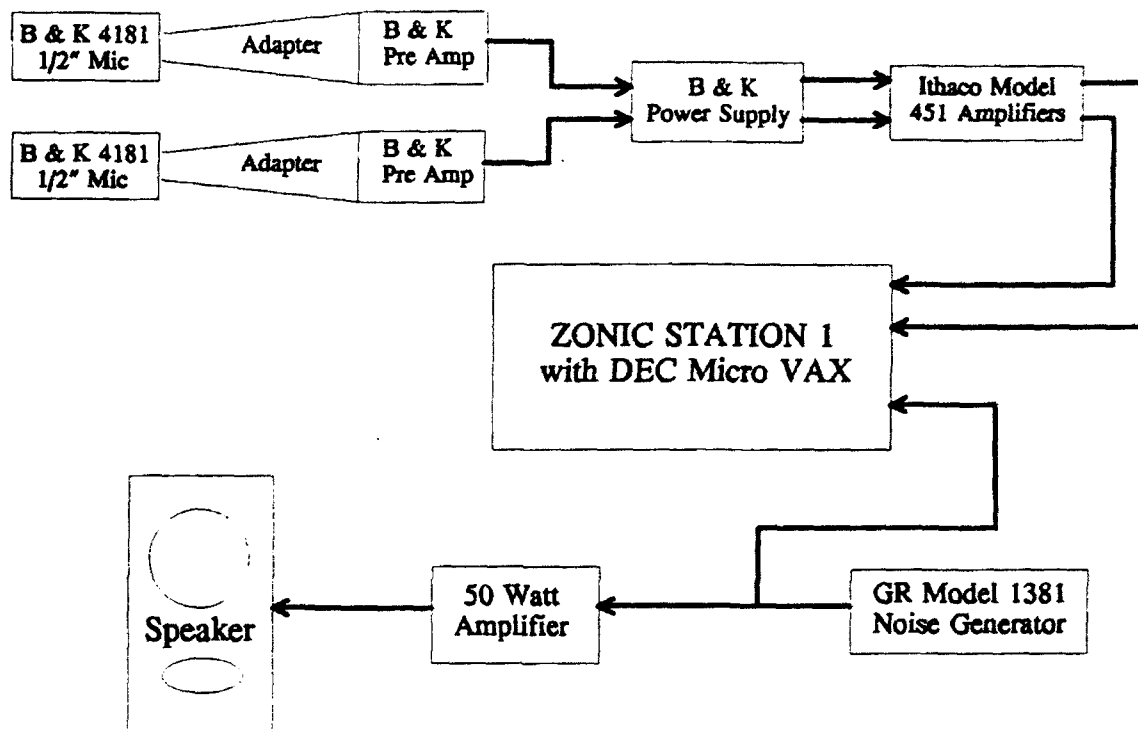 B & K 4181
1/2" Mic
Adapter
B & K
Pre Amp
B & K
Power Supply
Ithaco Model
451 Amplifiers
B & K 4181
1/2" Mic
Adapter
B & K
Pre Amp
ZONIC STATION 1
with DEC Micro VAX
Speaker
50 Watt
Amplifier
GR Model 1381
Noise Generator